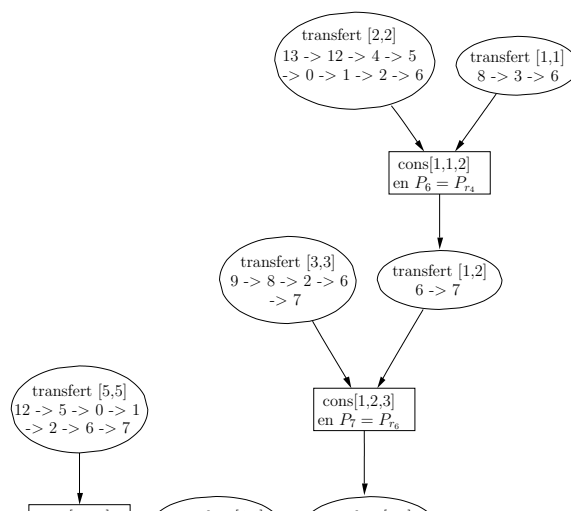 transfert [2,2]
13 -> 12 -> 4 -> 5
-> 0 -> 1 -> 2 -> 6
transfert [1,1]
8 -> 3 -> 6
cons[1,1,2]
en P₆ = Pᵣ₄
transfert [3,3]
9 -> 8 -> 2 -> 6
-> 7
transfert [1,2]
6 -> 7
transfert [5,5]
12 -> 5 -> 0 -> 1
-> 2 -> 6 -> 7
cons[1,2,3]
en P₇ = Pᵣ₆